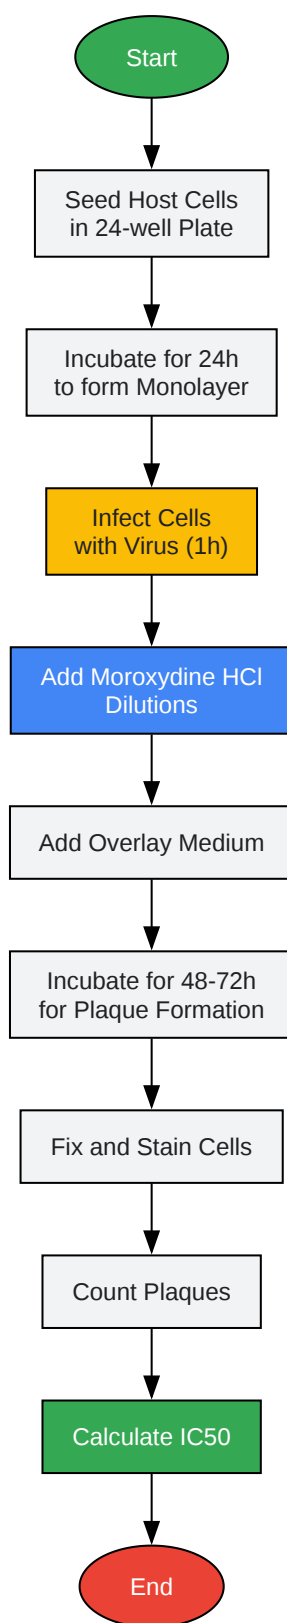 Start
Seed Host Cells
in 24-well Plate
Incubate for 24h
to form Monolayer
Infect Cells
with Virus (1h)
Add Moroxydine HCl
Dilutions
Add Overlay Medium
Incubate for 48-72h
for Plaque Formation
Fix and Stain Cells
Count Plaques
Calculate IC50
End